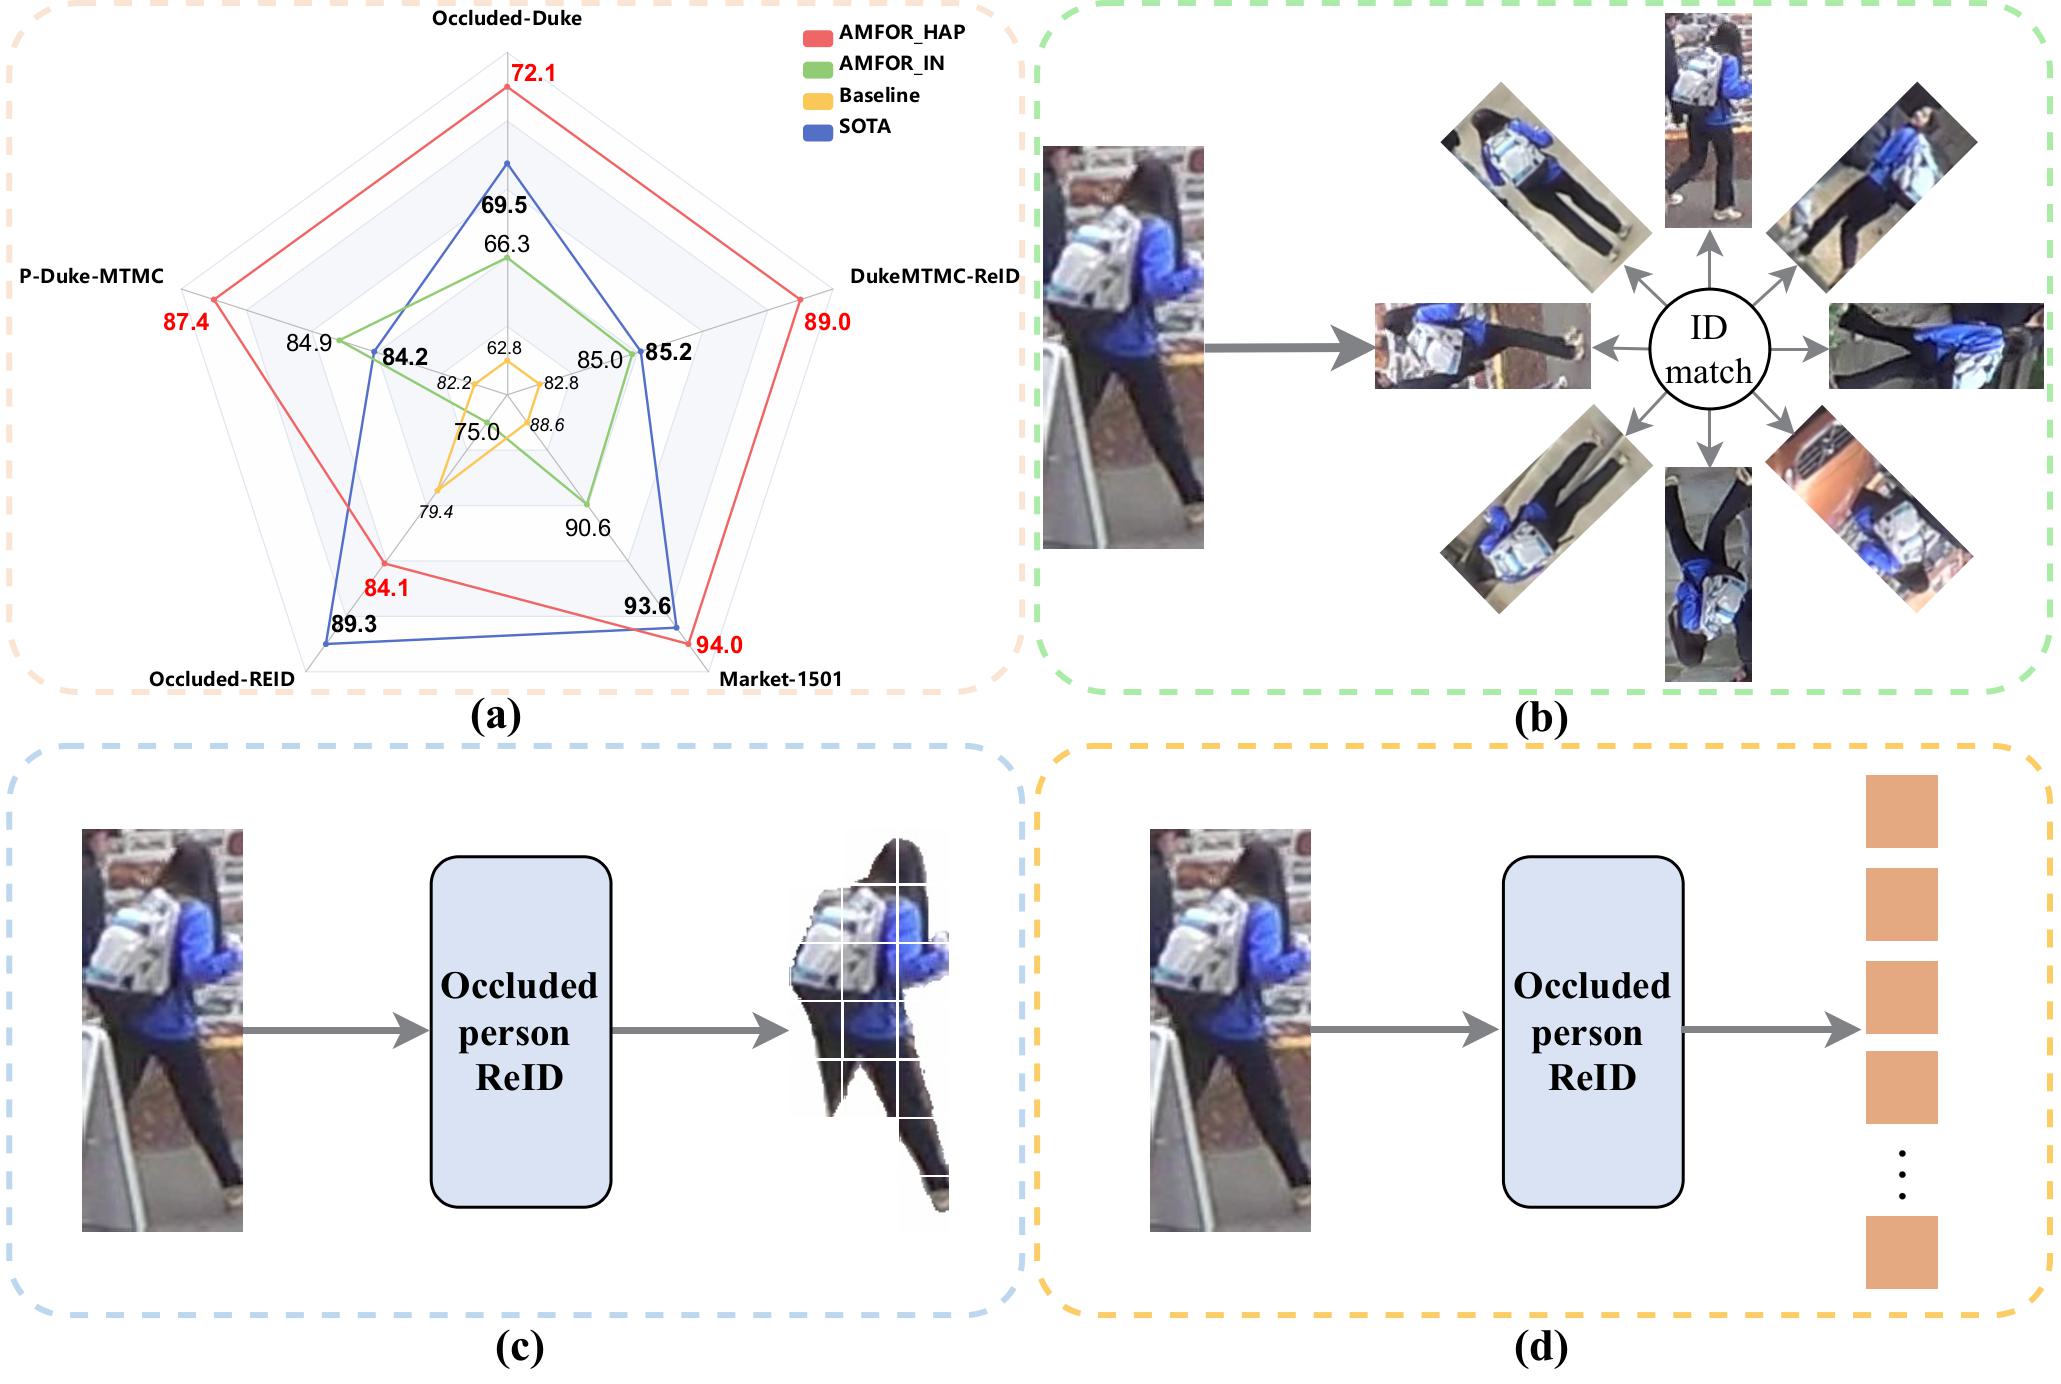 Occluded-Duke
72.1
AMFOR_HAP
AMFOR_IN
Baseline
SOTA
69.5
66.3
P-Duke-MTMC
DukeMTMC-ReID
87.4
89.0
84.9
84.2
62.8
85.0
85.2
82.2
82.8
75.0
88.6
79.4
90.6
84.1
93.6
89.3
94.0
Occluded-REID
Market-1501
(a)
ID
match
(b)
Occluded
person
ReID
(c)
Occluded
person
ReID
(d)